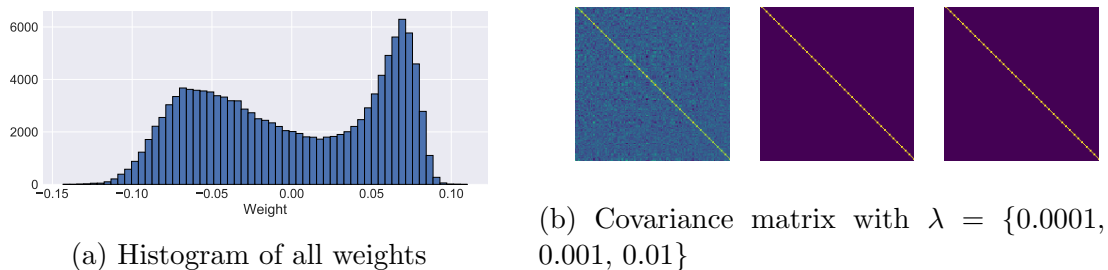 6000
4000
2000
0
−0.15 −0.10 −0.05 0.00 0.05 0.10
Weight
(a) Histogram of all weights
(b) Covariance matrix with λ = {0.0001,
0.001, 0.01}